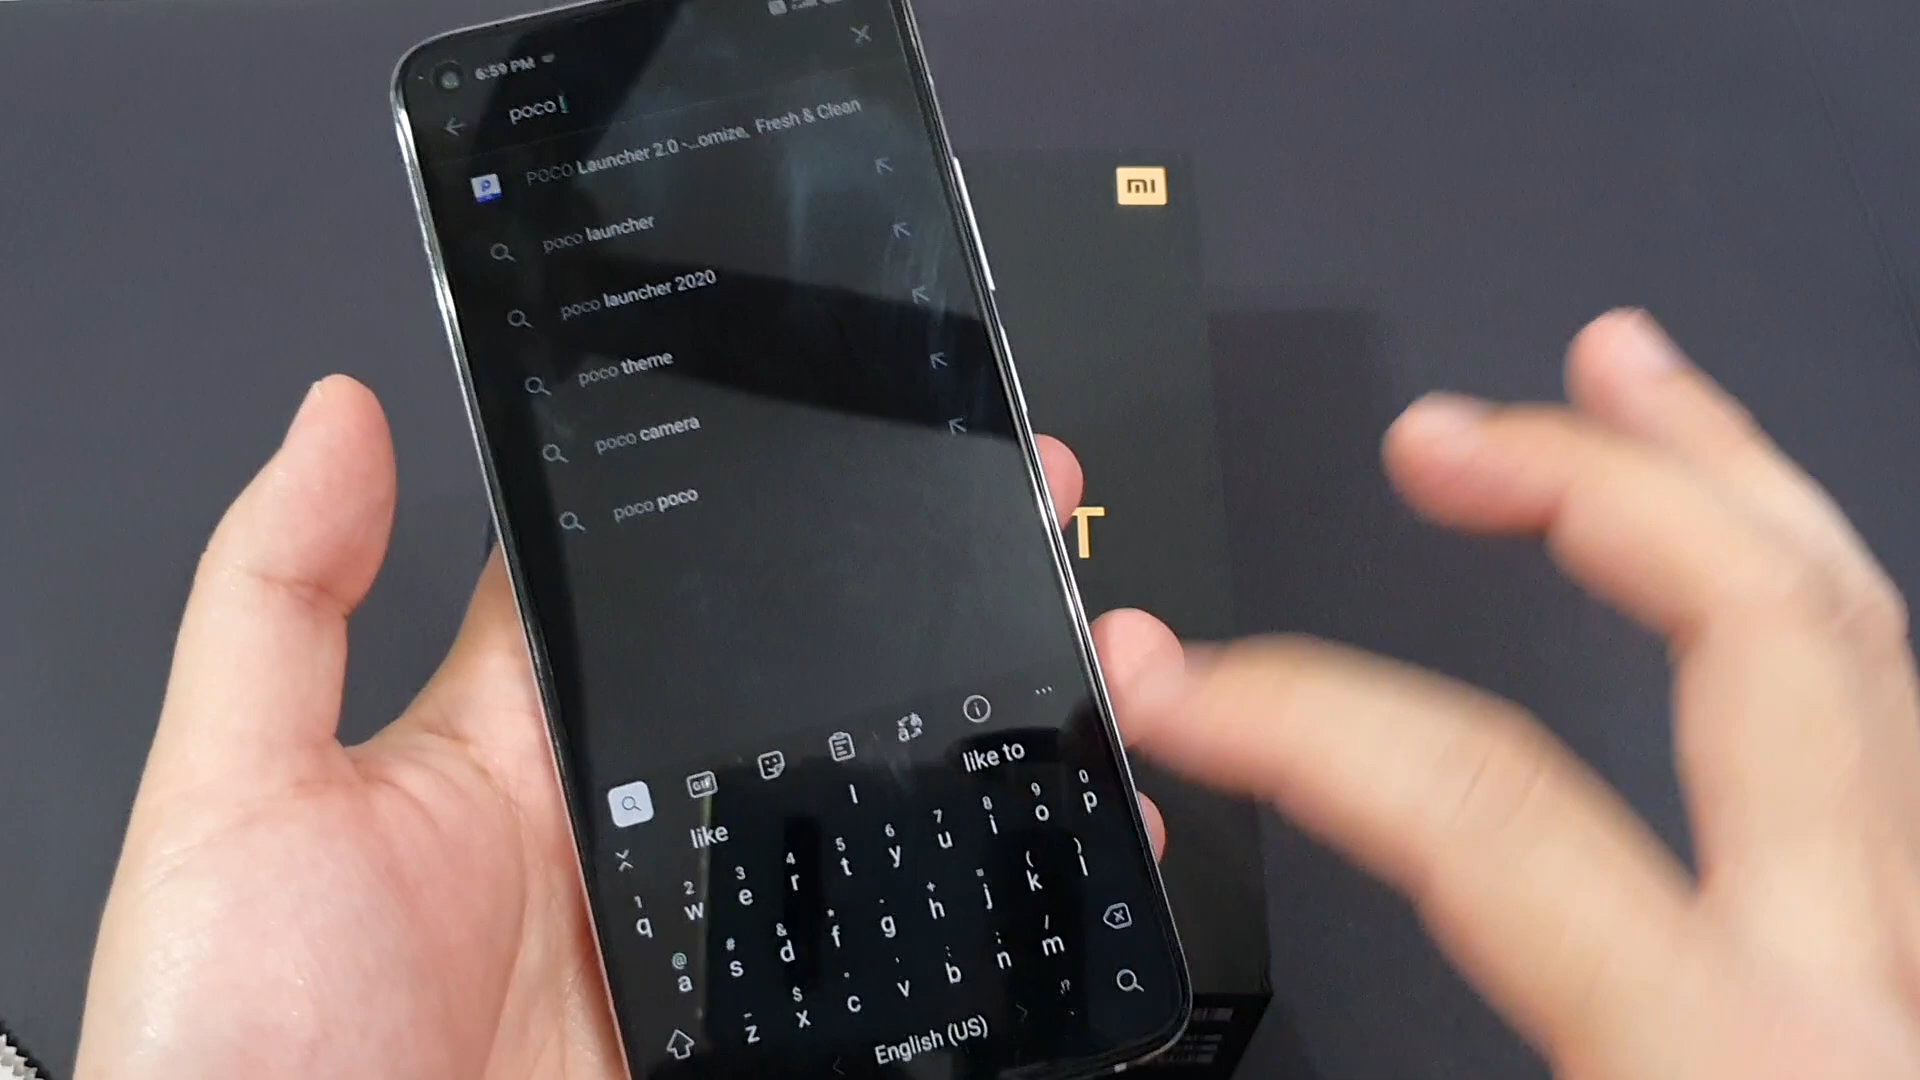 6:59 PM
poco l
POCO Launcher 2.0 -...omize, Fresh & Clean
poco launcher
poco launcher 2020
poco theme
poco camera
poco poco
mi
T
GIF
like
l
like to
1 2 3 4 5 6 7 8 9 0
q w e r t y u i o p
@ # & * - + = ( )
a s d f g h j k l
z x c v b n m
English (US)